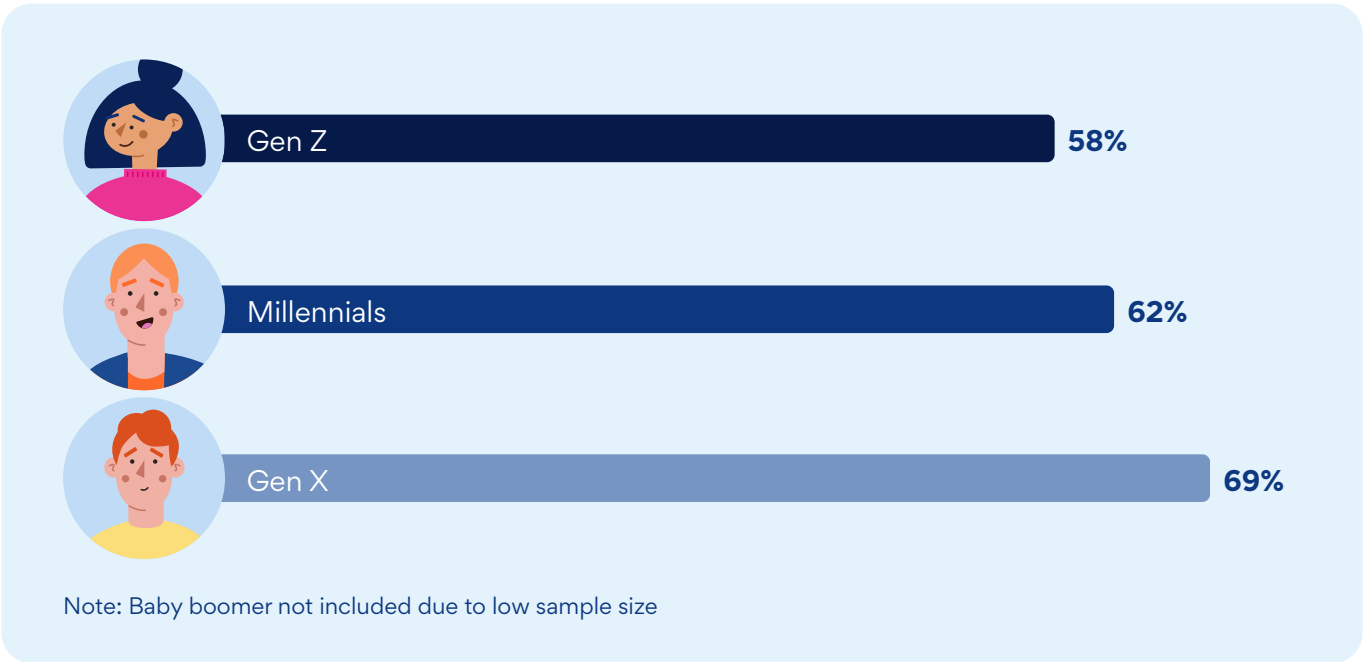 Gen Z 58%
Millennials 62%
Gen X 69%
Note: Baby boomer not included due to low sample size